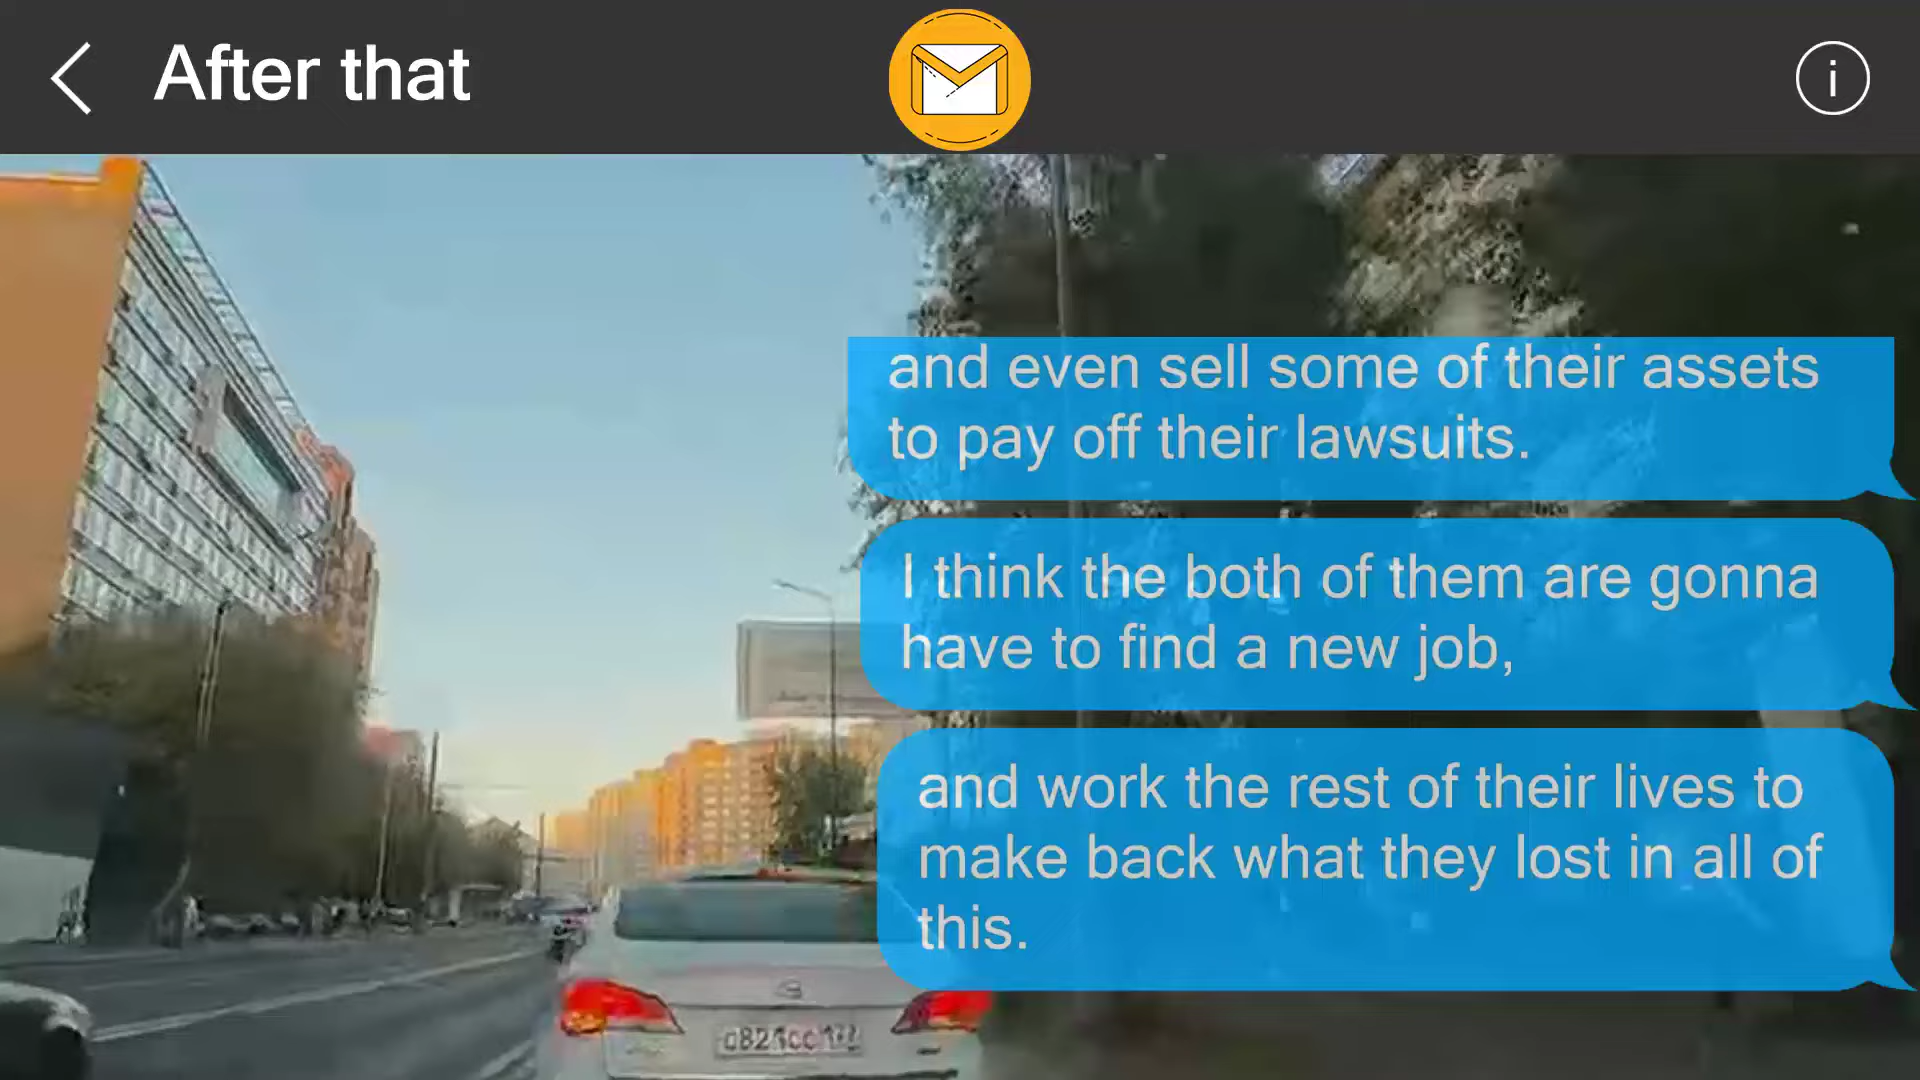 After that
and even sell some of their assets
to pay off their lawsuits.
I think the both of them are gonna
have to find a new job,
and work the rest of their lives to
make back what they lost in all of
this.